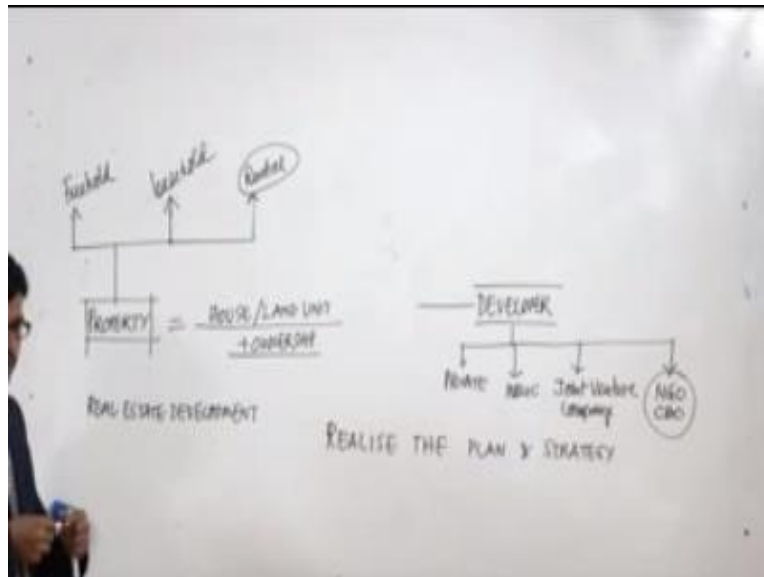 Freehold
Leasehold
Rental
PROPERTY = HOUSE/LAND UNIT
+ OWNERSHIP
REAL ESTATE DEVELOPMENT
DEVELOPER
PRIVATE
Joint Venture
Company
NGO
CBO
REALISE THE PLAN & STRATEGY